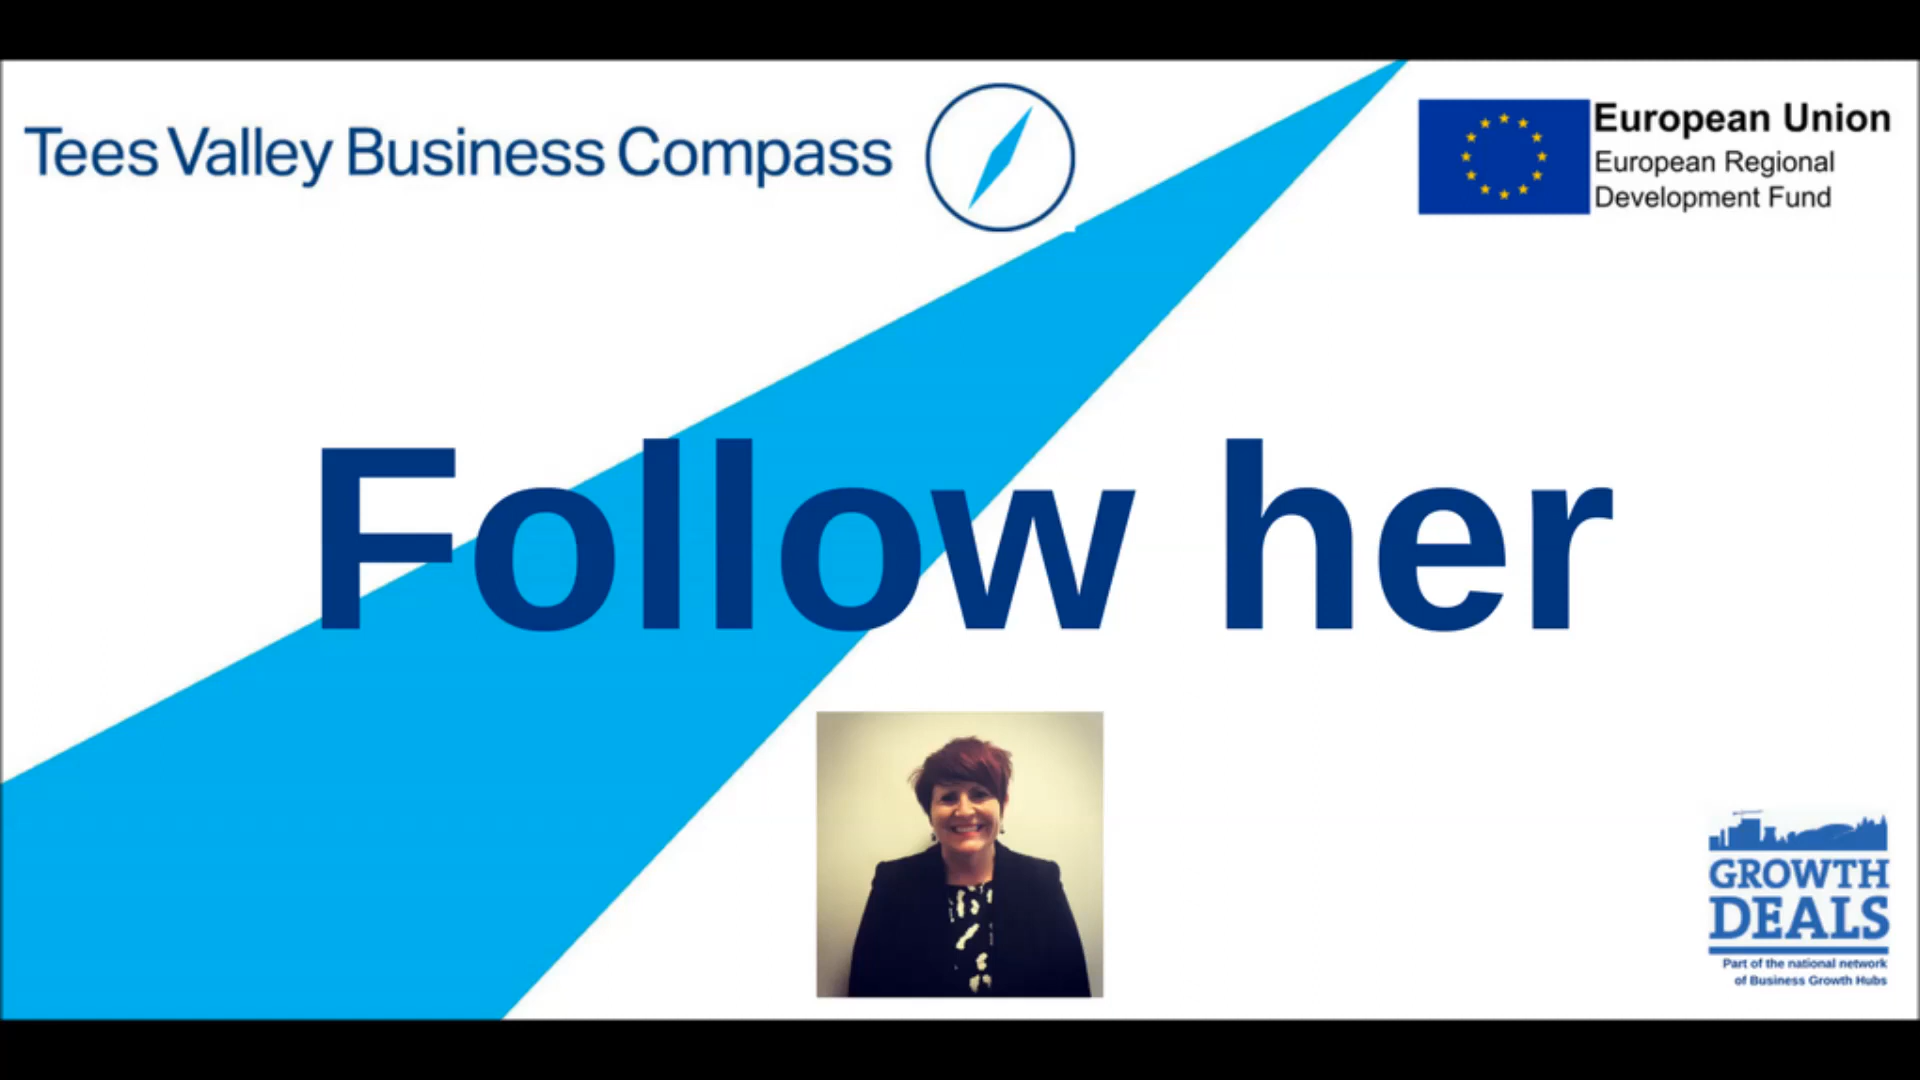 Tees Valley Business Compass
European Union
European Regional
Development Fund
Follow her
GROWTH
DEALS
Part of the national network
of Business Growth Hubs